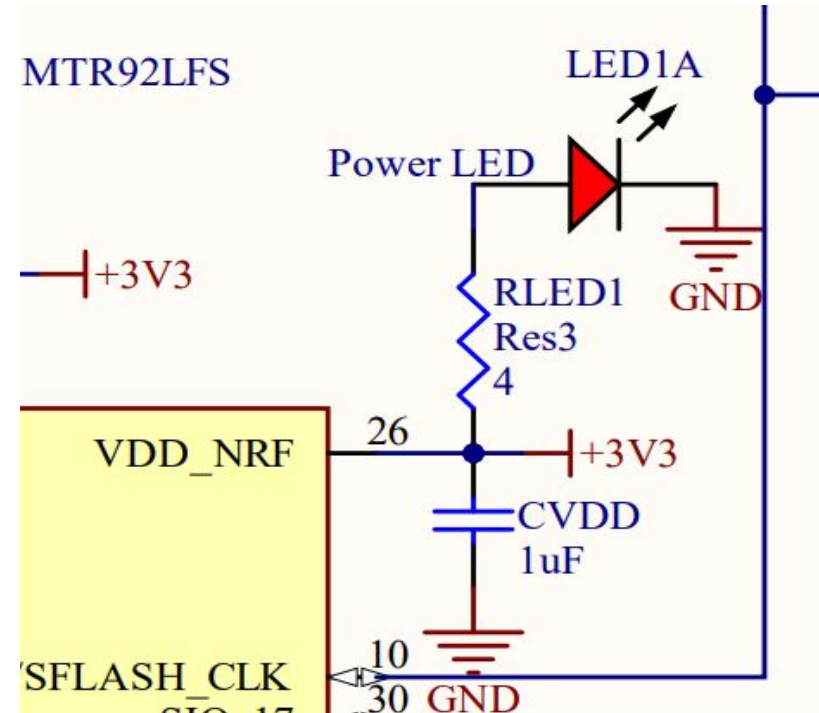 MTR92LFS
LED1A
Power LED
+3V3
GND
RLED1
Res3
4
26
VDD_NRF
+3V3
CVDD
1uF
10
SFLASH_CLK
30
GND